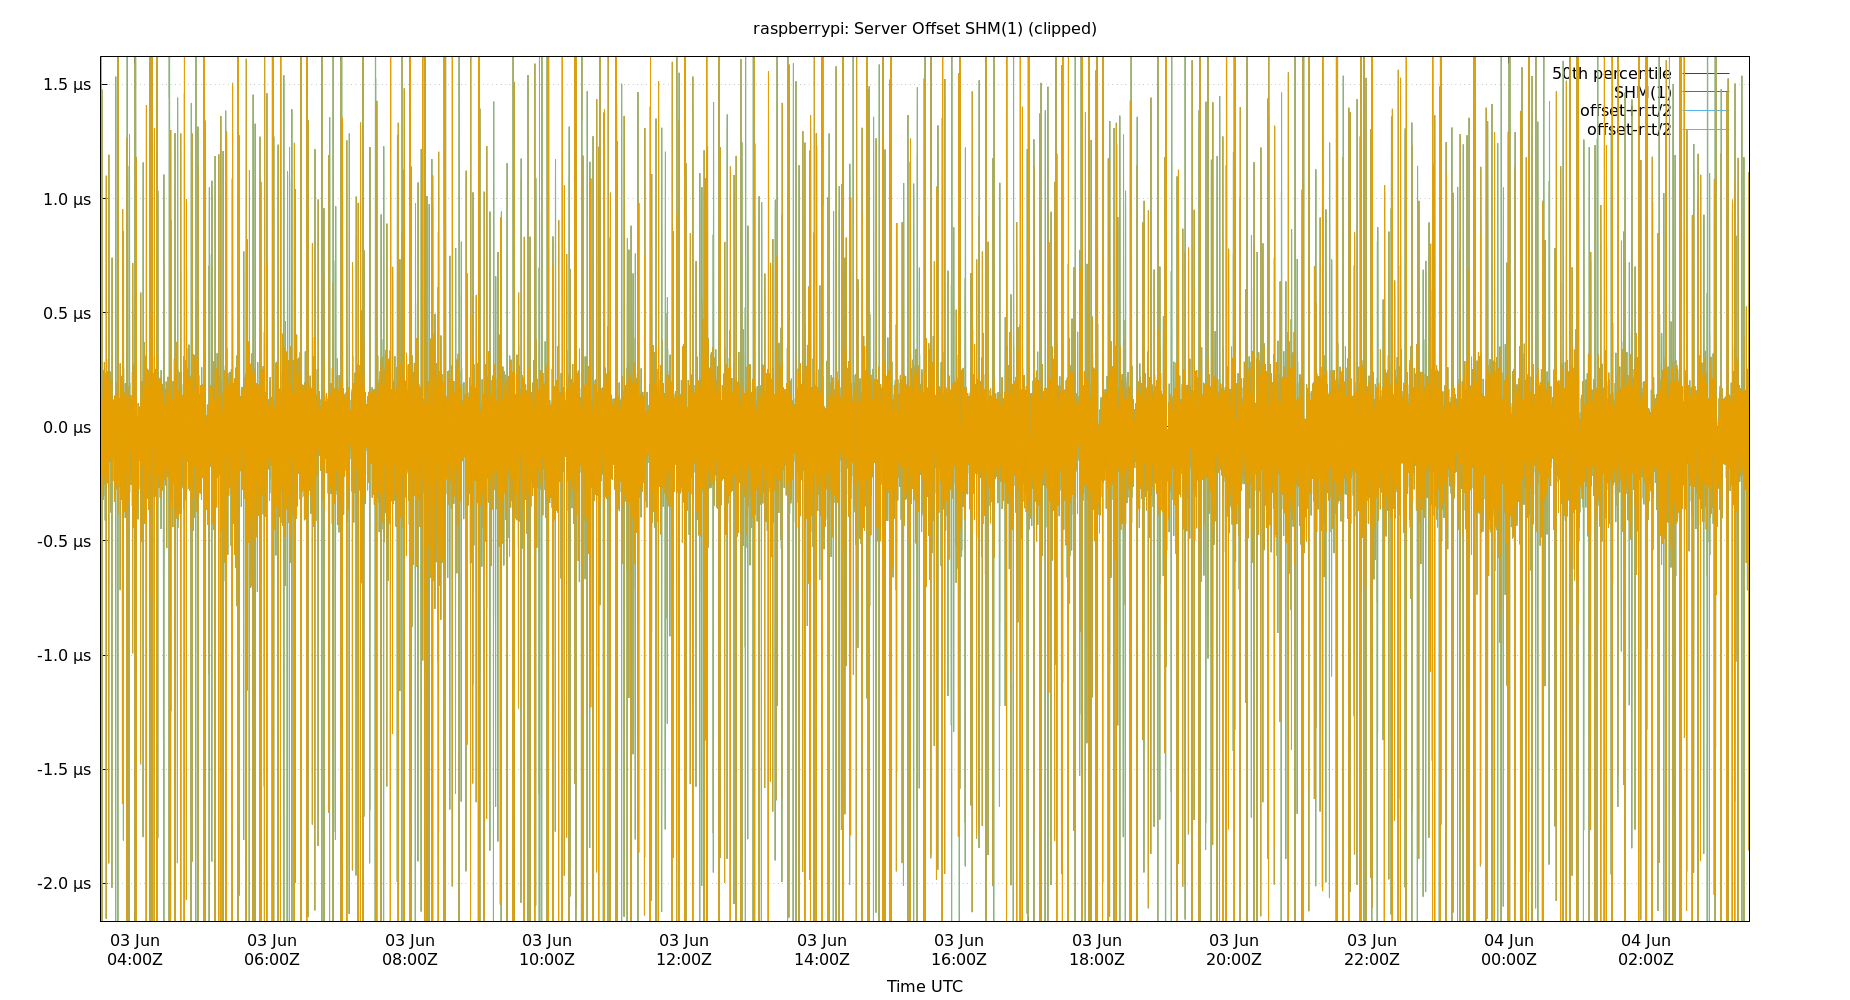 raspberrypi: Server Offset SHM(1) (clipped)
50th percentile
SHM(1)
offset+rtt/2
offset-rtt/2
1.5 µs
1.0 µs
0.5 µs
0.0 µs
-0.5 µs
-1.0 µs
-1.5 µs
-2.0 µs
03 Jun 03 Jun 03 Jun 03 Jun 03 Jun 03 Jun 03 Jun 03 Jun 03 Jun 03 Jun 04 Jun 04 Jun
04:00Z 06:00Z 08:00Z 10:00Z 12:00Z 14:00Z 16:00Z 18:00Z 20:00Z 22:00Z 00:00Z 02:00Z
Time UTC